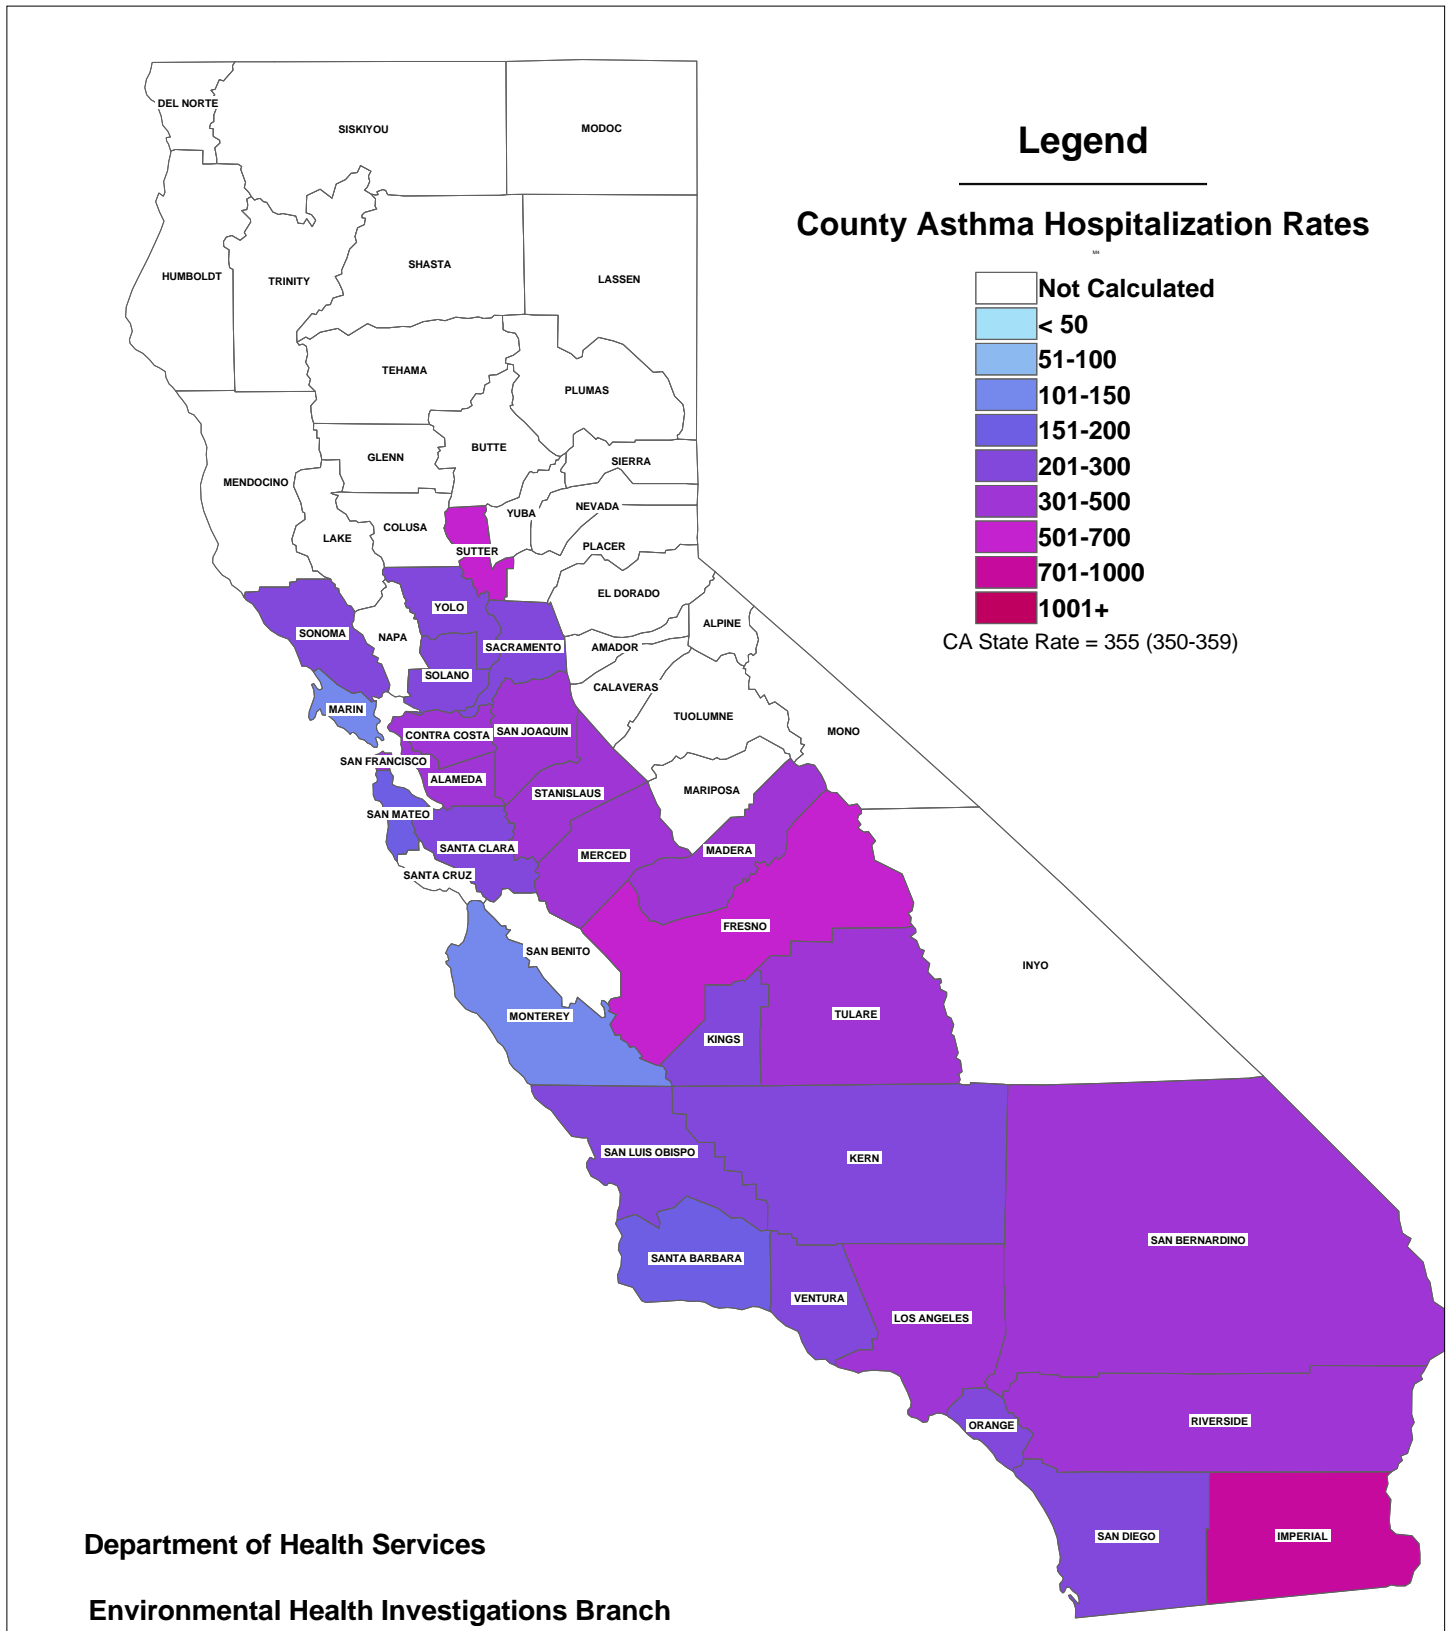 DEL NORTE
SISKIYOU
MODOC
Legend
County Asthma Hospitalization Rates
HUMBOLDT
TRINITY
SHASTA
LASSEN
Not Calculated
< 50
51-100
101-150
151-200
201-300
301-500
501-700
701-1000
1001+
CA State Rate = 355 (350-359)
TEHAMA
PLUMAS
GLENN
BUTTE
SIERRA
MENDOCINO
LAKE
COLUSA
YUBA
NEVADA
SUTTER
PLACER
EL DORADO
YOLO
SONOMA
NAPA
SACRAMENTO
AMADOR
ALPINE
SOLANO
CALAVERAS
MARIN
TUOLUMNE
MONO
CONTRA COSTA
SAN JOAQUIN
SAN FRANCISCO
ALAMEDA
STANISLAUS
MARIPOSA
SAN MATEO
SANTA CLARA
MERCED
MADERA
SANTA CRUZ
FRESNO
SAN BENITO
INYO
MONTEREY
TULARE
KINGS
SAN LUIS OBISPO
KERN
SAN BERNARDINO
SANTA BARBARA
VENTURA
LOS ANGELES
ORANGE
RIVERSIDE
SAN DIEGO
IMPERIAL
Department of Health Services
Environmental Health Investigations Branch